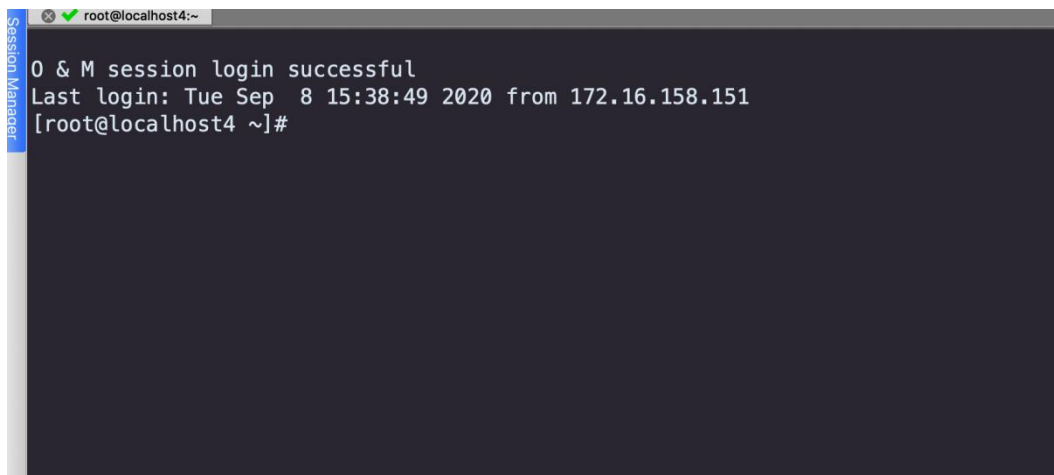 root@localhost4:~
Session Manager
O & M session login successful
Last login: Tue Sep  8 15:38:49 2020 from 172.16.158.151
[root@localhost4 ~]#